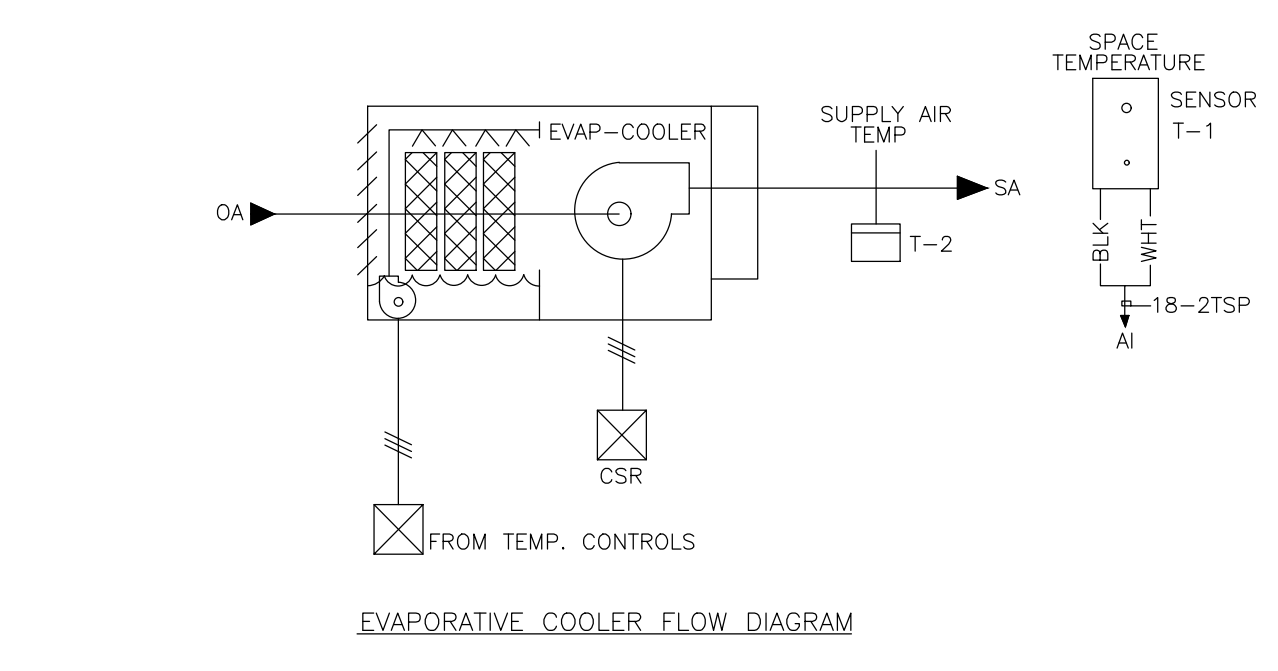 SPACE
TEMPERATURE
SENSOR
T-1
SUPPLY AIR
TEMP
EVAP-COOLER
OA
SA
T-2
BLK
WHT
18-2TSP
AI
CSR
FROM TEMP. CONTROLS
EVAPORATIVE COOLER FLOW DIAGRAM